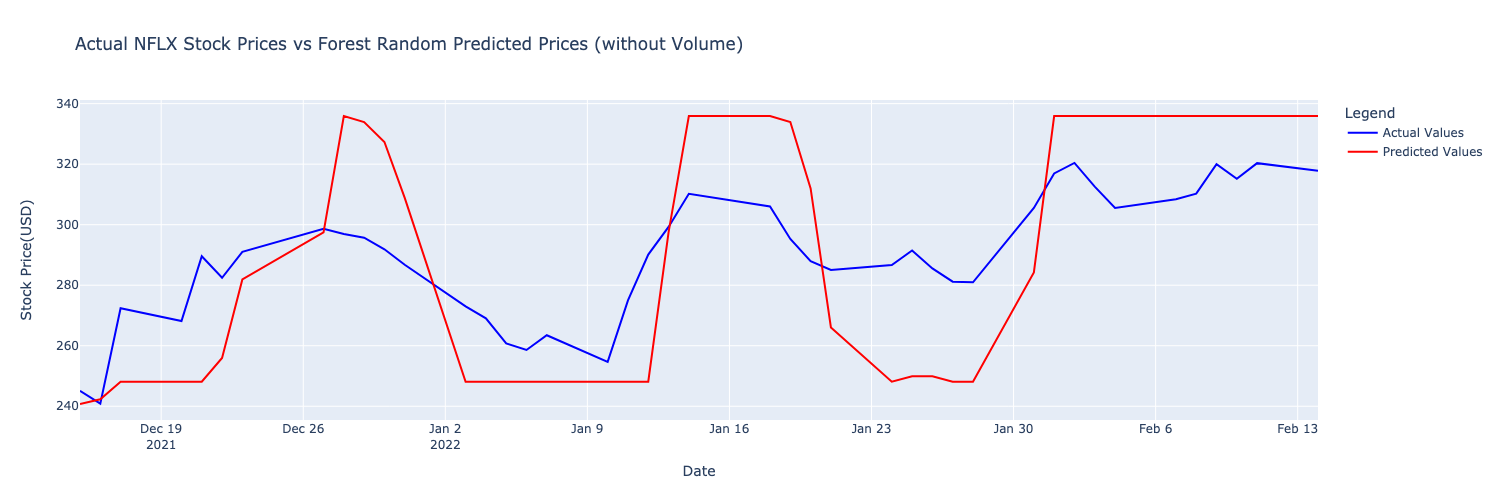 Actual NFLX Stock Prices vs Forest Random Predicted Prices (without Volume)
340
320
300
280
260
240
Stock Price(USD)
Dec 19
2021
Dec 26
Jan 2
2022
Jan 9
Jan 16
Jan 23
Jan 30
Feb 6
Feb 13
Date
Legend
Actual Values
Predicted Values